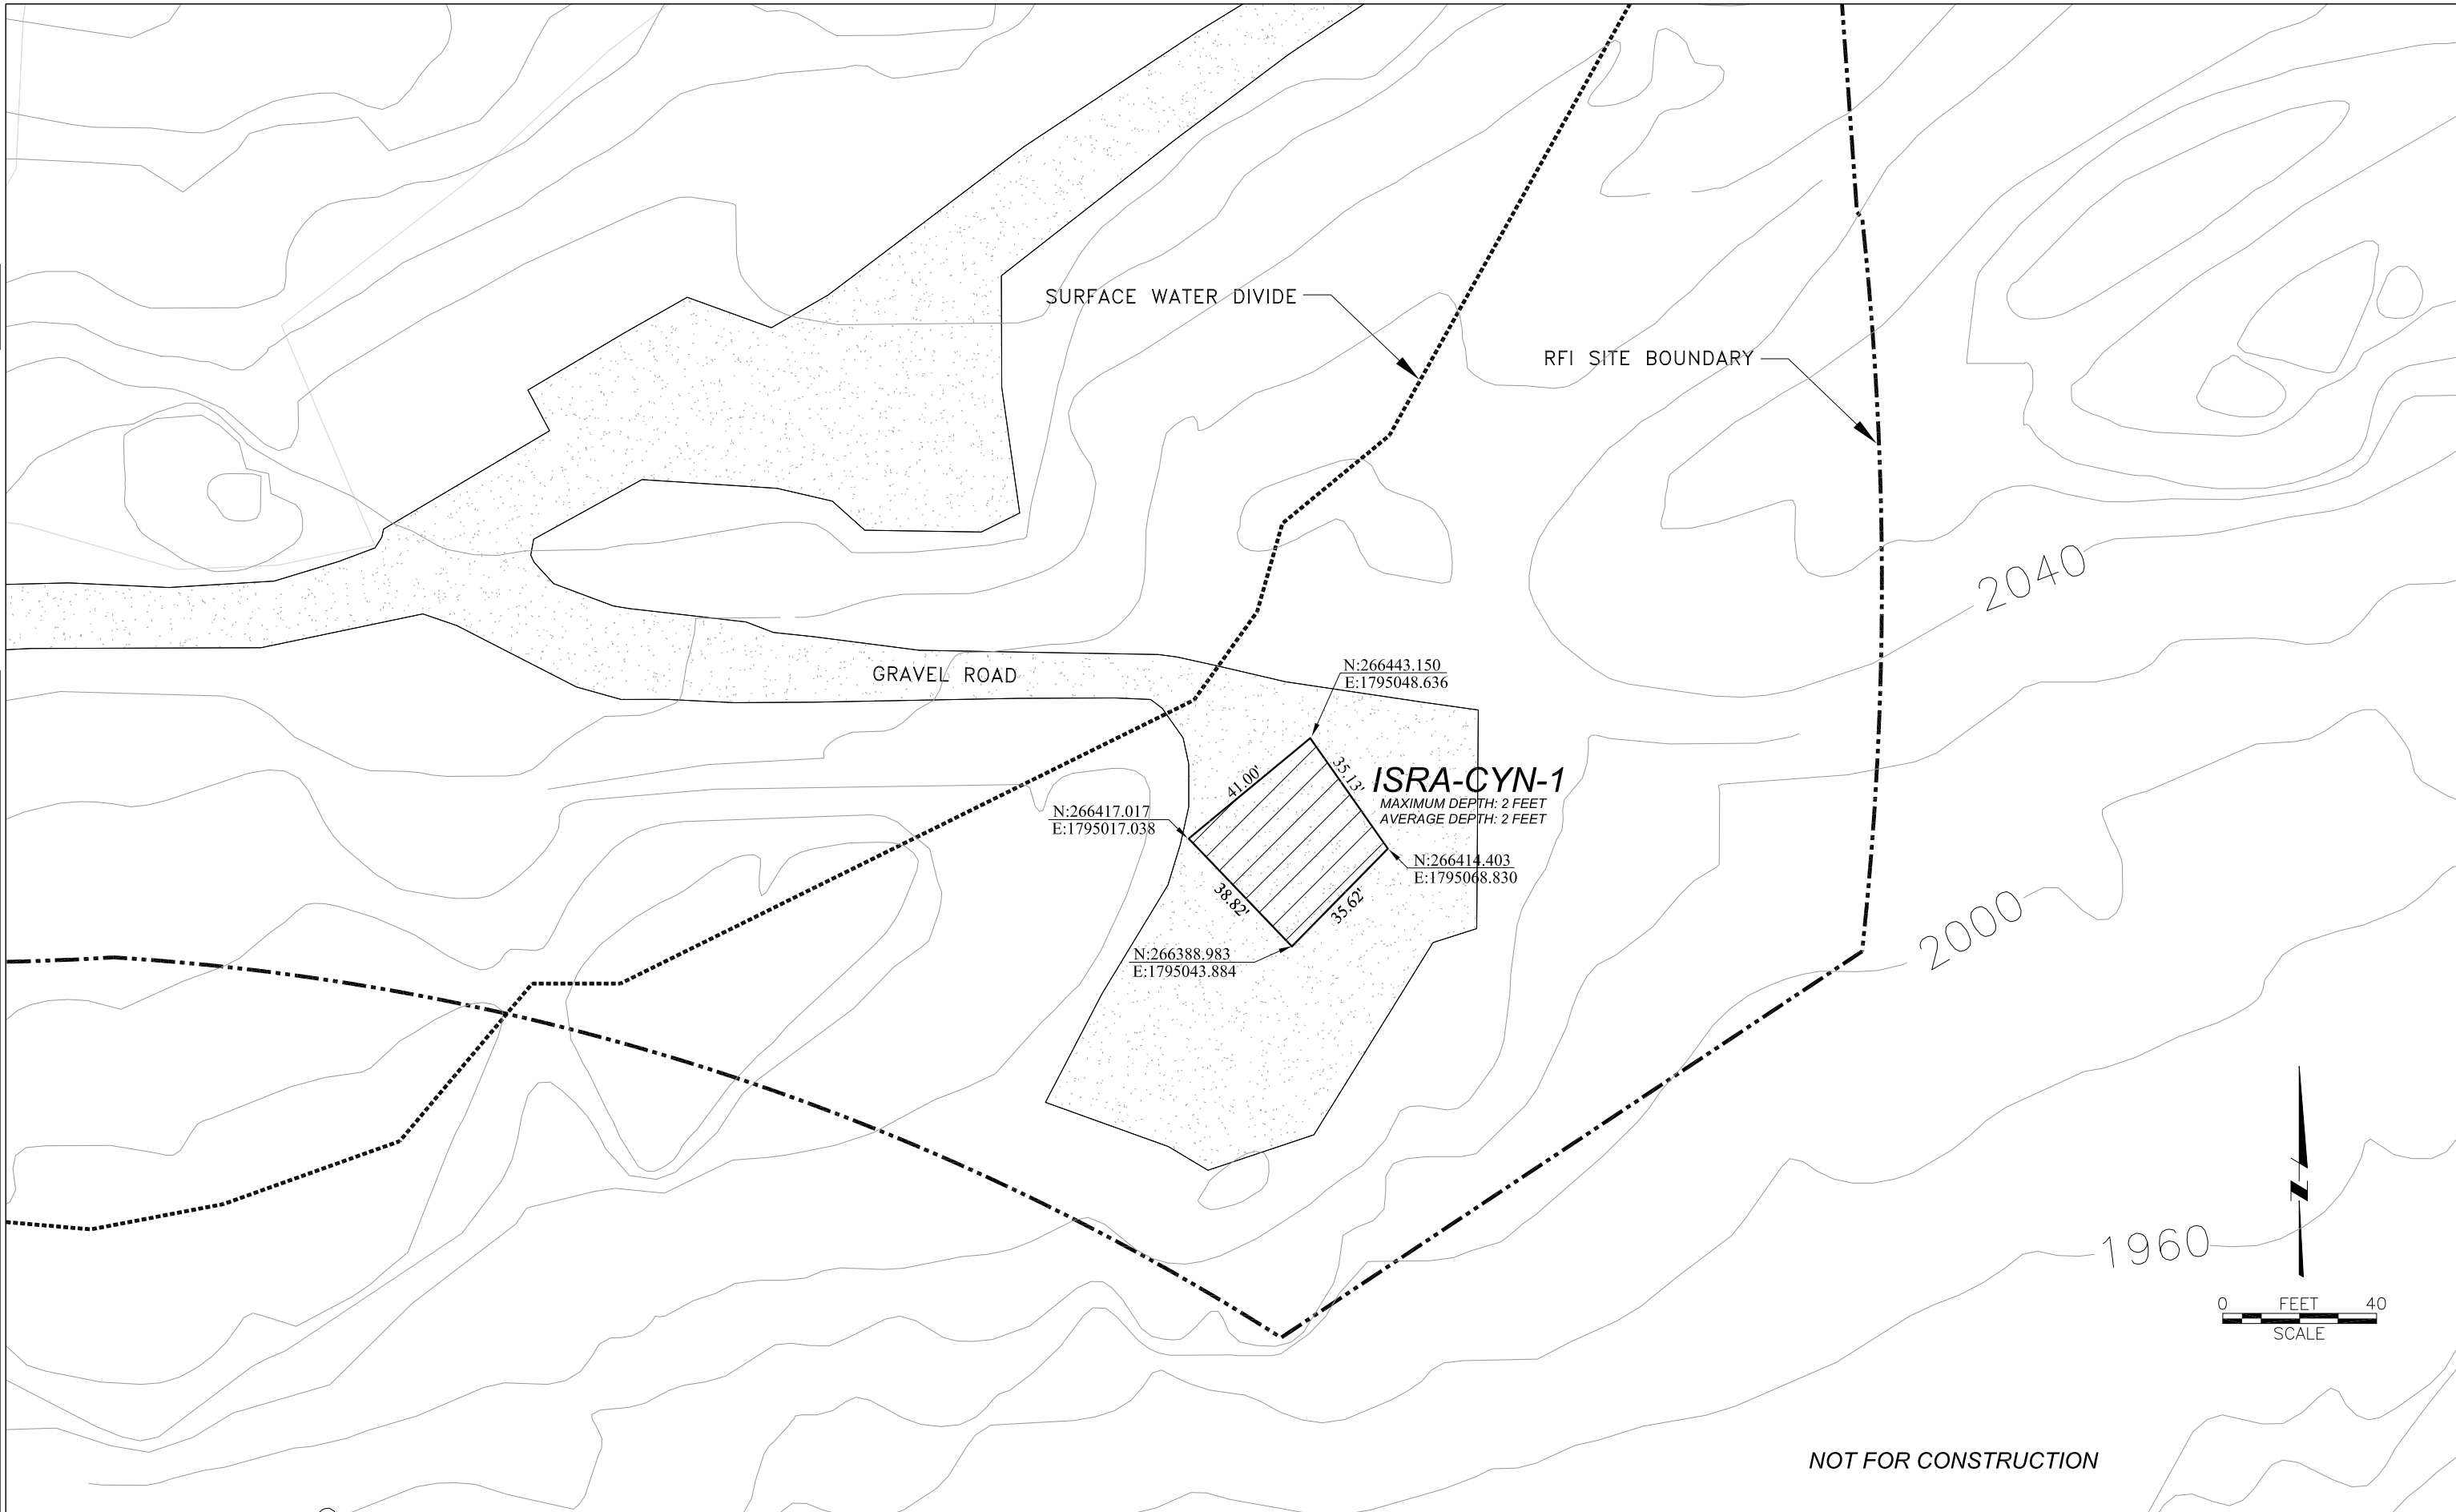 SURFACE WATER DIVIDE
RFI SITE BOUNDARY
2040
GRAVEL ROAD
N:266443.150
E:1795048.636
41.00'
35.13'
ISRA-CYN-1
MAXIMUM DEPTH: 2 FEET
AVERAGE DEPTH: 2 FEET
N:266417.017
E:1795017.038
N:266414.403
E:1795068.830
38.82'
35.62'
2000
N:266388.983
E:1795043.884
N
1960
0 FEET 40
SCALE
NOT FOR CONSTRUCTION